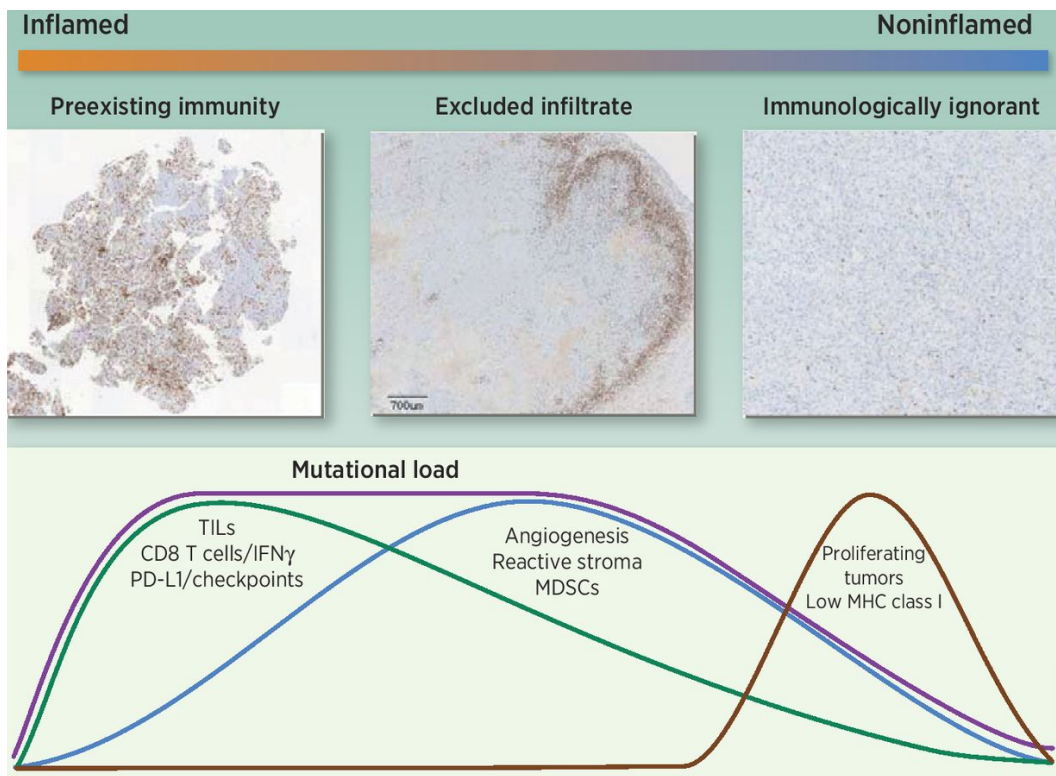 Inflamed
Noninflamed
Preexisting immunity
Excluded infiltrate
Immunologically ignorant
700um
Mutational load
TILs
CD8 T cells/IFNγ
PD-L1/checkpoints
Angiogenesis
Reactive stroma
MDSCs
Proliferating
tumors
Low MHC class I